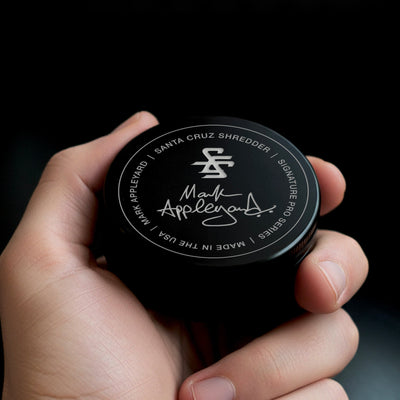 MARK APPLEYARD | SANTA CRUZ SHREDDER | SIGNATURE PRO SERIES | MADE IN THE USA |
Mark
Appleyard